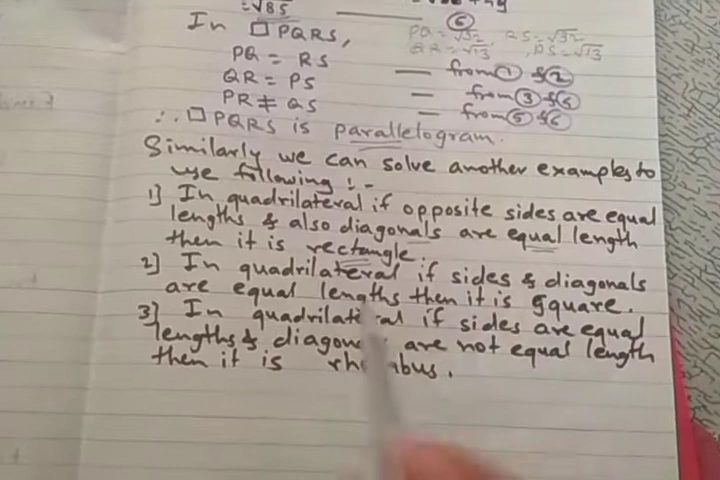 =√85
6
In □ PQRS,
PQ = √32, RS = √32
QR = √13, PS = √13
PQ = RS — from ① & ②
QR = PS — from ③ &
PR ≠ QS — from ⑤ & ⑥
∴ □ PQRS is parallelogram.
Similarly we can solve another examples to
use following :-
1] In quadrilateral if opposite sides are equal
lengths & also diagonals are equal length
then it is rectangle.
2] In quadrilateral if sides & diagonals
are equal lengths then it is square.
3] In quadrilateral if sides are equal
lengths & are not equal length
then it is